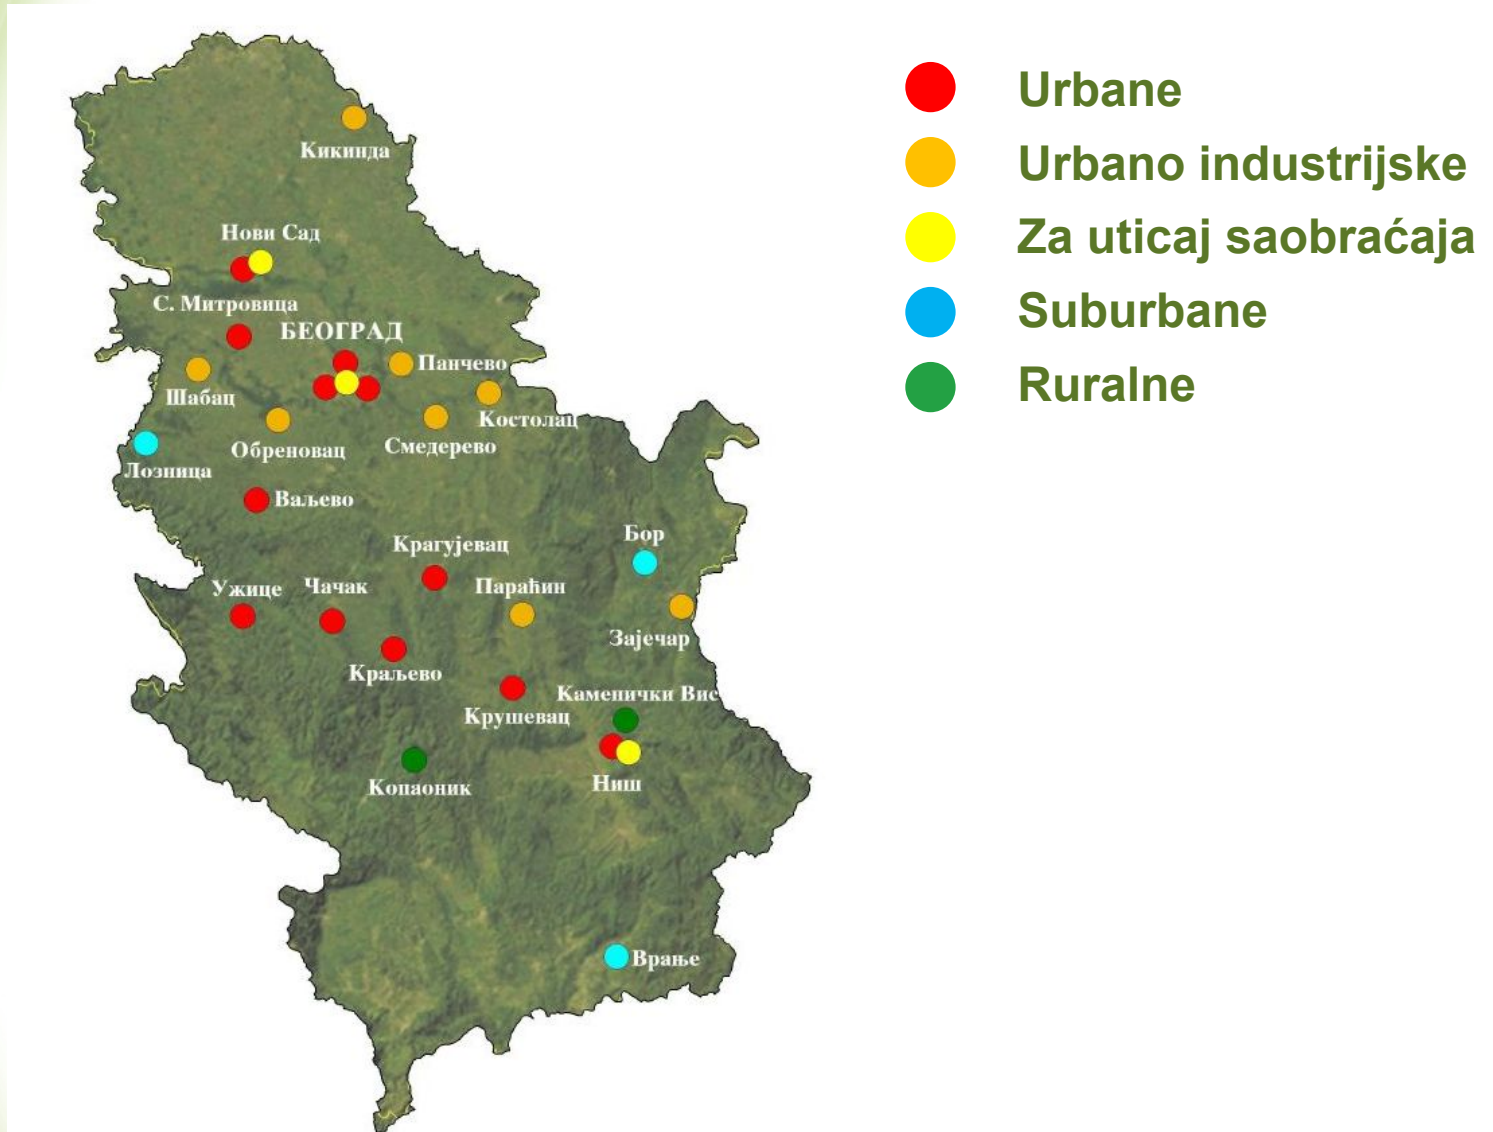 Urbane
Urbano industrijske
Za uticaj saobraćaja
Suburbane
Ruralne
Кикинда
Нови Сад
С. Митровица
БЕОГРАД
Панчево
Шабац
Костолац
Обреновац
Смедерево
Лозница
Ваљево
Бор
Крагујевац
Ужице
Чачак
Параћин
Зајечар
Краљево
Каменички Вис
Крушевац
Копаоник
Ниш
Врање